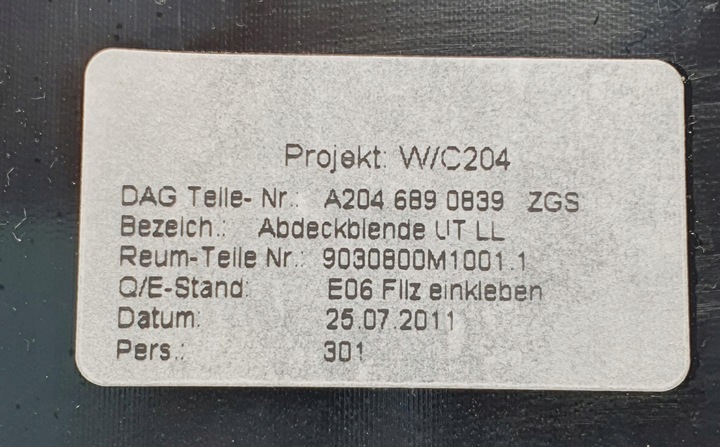 Projekt: W/C204
DAG Teile- Nr.: A204 689 0839 ZGS
Bezeich.: Abdeckblende UT LL
Reum-Teile Nr.: 9030800M1001.1
Q/E-Stand: E06 Filz einkleben
Datum: 25.07.2011
Pers.: 301